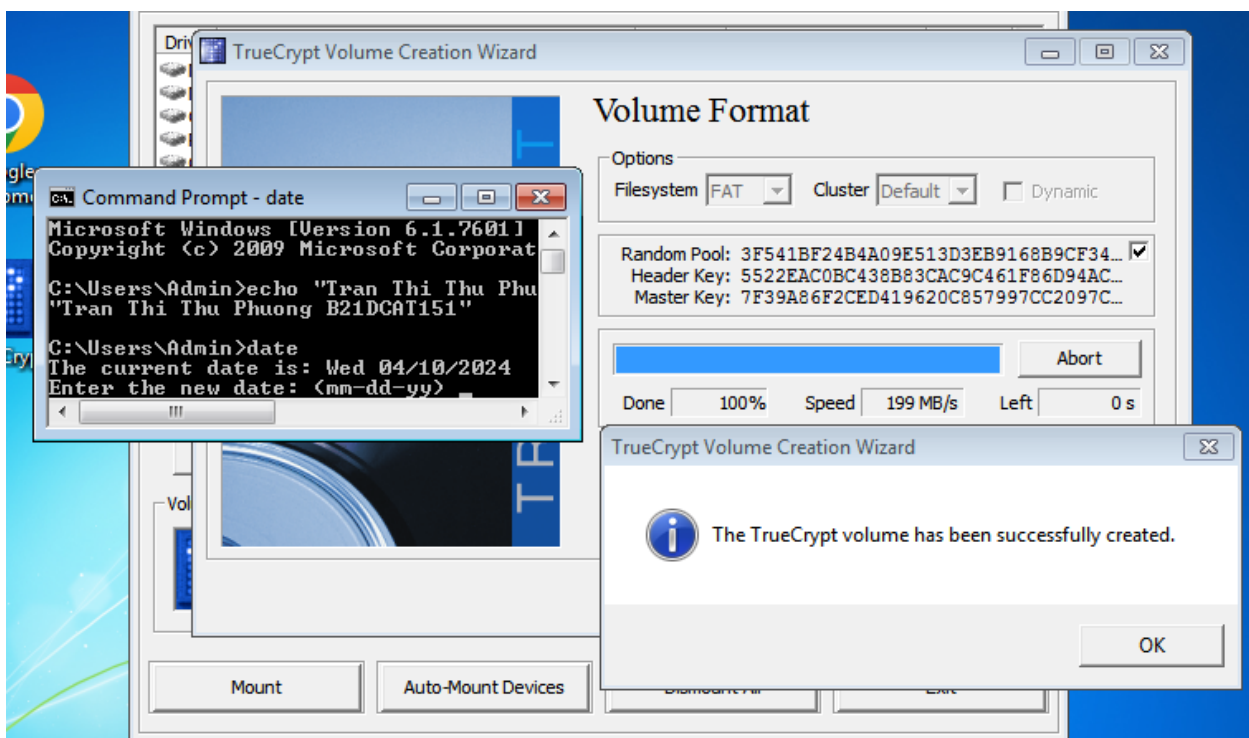 TrueCrypt Volume Creation Wizard
Volume Format
Options
Filesystem FAT Cluster Default Dynamic
Random Pool: 3F541BF24B4A09E513D3EB9168B9CF34...
Header Key: 5522EAC0BC438B83CAC9C461F86D94AC...
Master Key: 7F39A86F2CED419620C857997CC2097C...
Abort
Done 100% Speed 199 MB/s Left 0 s
Command Prompt - date
Microsoft Windows [Version 6.1.7601]
Copyright (c) 2009 Microsoft Corporat
C:\Users\Admin>echo "Tran Thi Thu Phu
"Tran Thi Thu Phuong B21DCAT151"
C:\Users\Admin>date
The current date is: Wed 04/10/2024
Enter the new date: (mm-dd-yy) _
TrueCrypt Volume Creation Wizard
The TrueCrypt volume has been successfully created.
OK
Vol
Mount Auto-Mount Devices